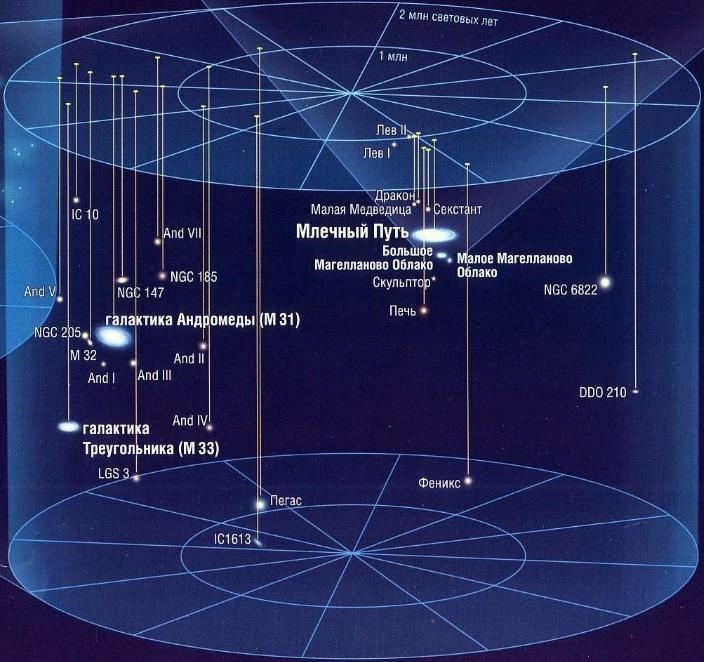 2 млн световых лет
1 млн
Лев II
Лев I
Дракон
Малая Медведица
Секстант
IC 10
And VII
Млечный Путь
Большое
Магелланово Облако
Малое Магелланово
Облако
NGC 185
NGC 147
Скульптор
And V
NGC 6822
Печь
галактика Андромеды (М 31)
NGC 205
М 32
And II
And I
And III
DDO 210
And IV
галактика
Треугольника (М 33)
LGS 3
Феникс
Пегас
IC1613